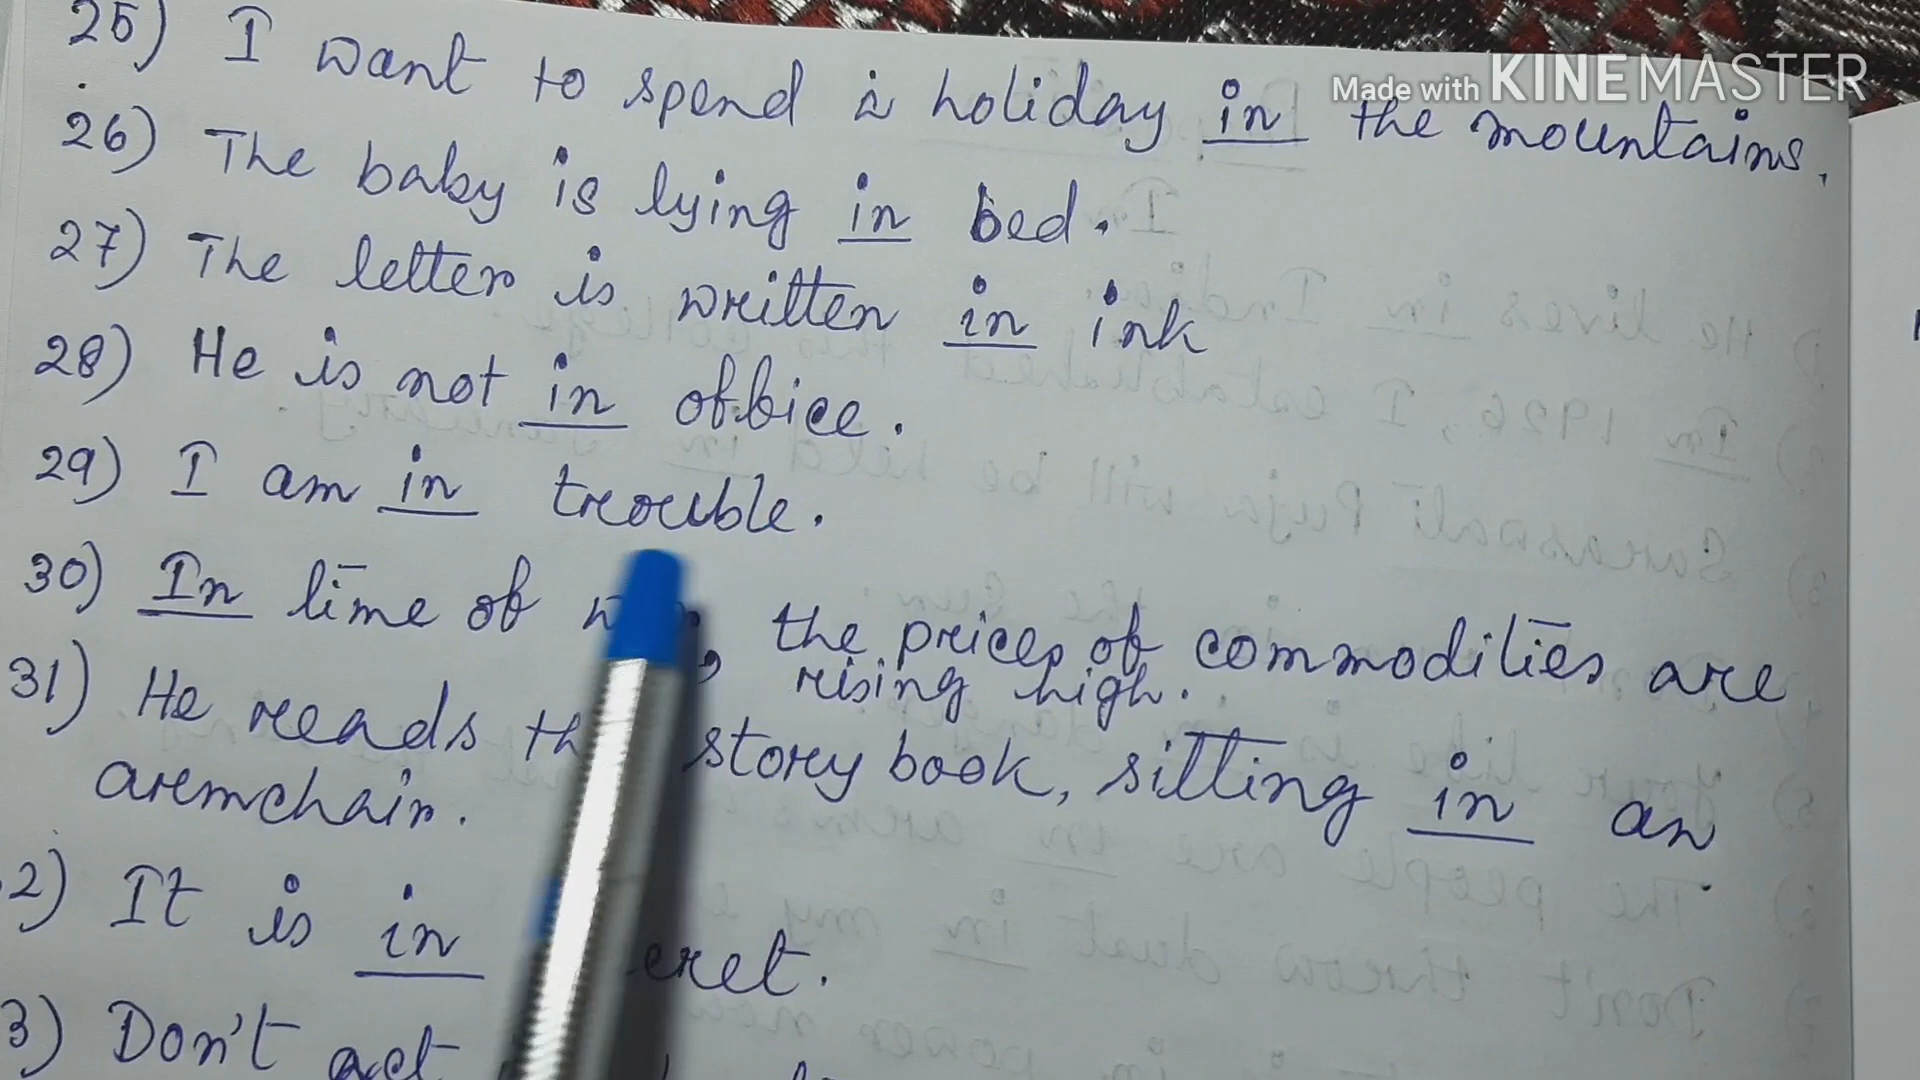 Made with KINEMASTER
25) I want to spend a holiday in the mountains.
26) The baby is lying in bed.
27) The letter is written in ink
28) He is not in office.
29) I am in trouble.
30) In time of , the prices of commodities are
rising high.
31) He reads story book, sitting in an
armchair.
2) It is in
3) Don't act